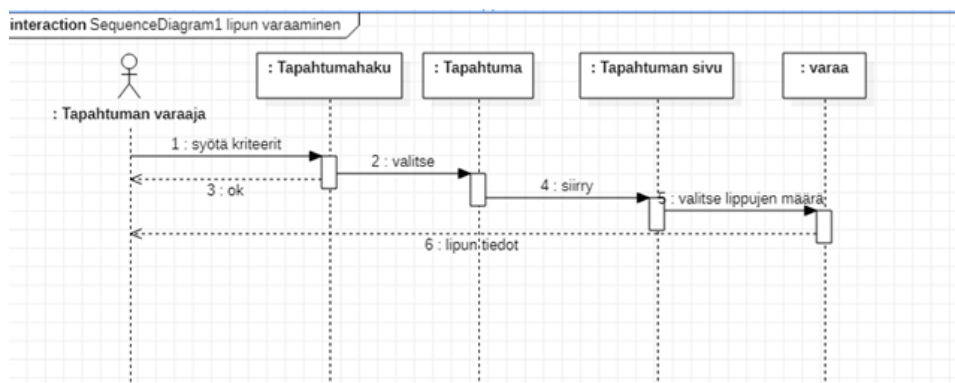 interaction SequenceDiagram1 lipun varaaminen
: Tapahtumahaku
: Tapahtuma
: Tapahtuman sivu
: varaa
: Tapahtuman varaaja
1 : syötä kriteerit
2 : valitse
3 : ok
4 : siirry
5 : valitse lippujen määrä
6 : lipun tiedot